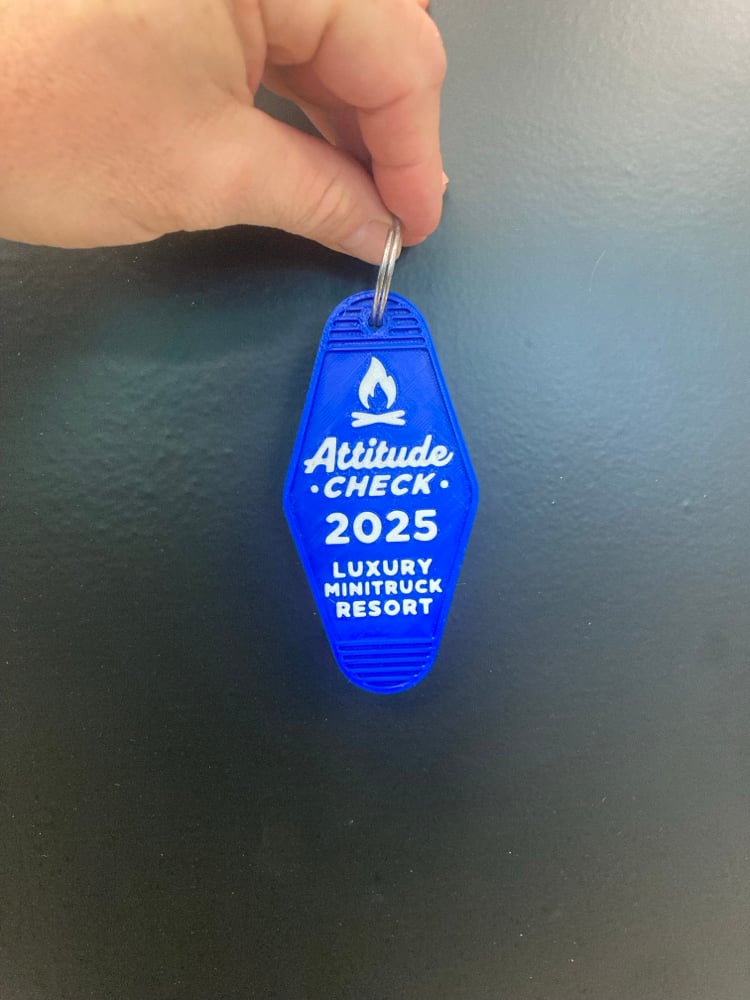 Attitude
• CHECK •
2025
LUXURY
MINITRUCK
RESORT